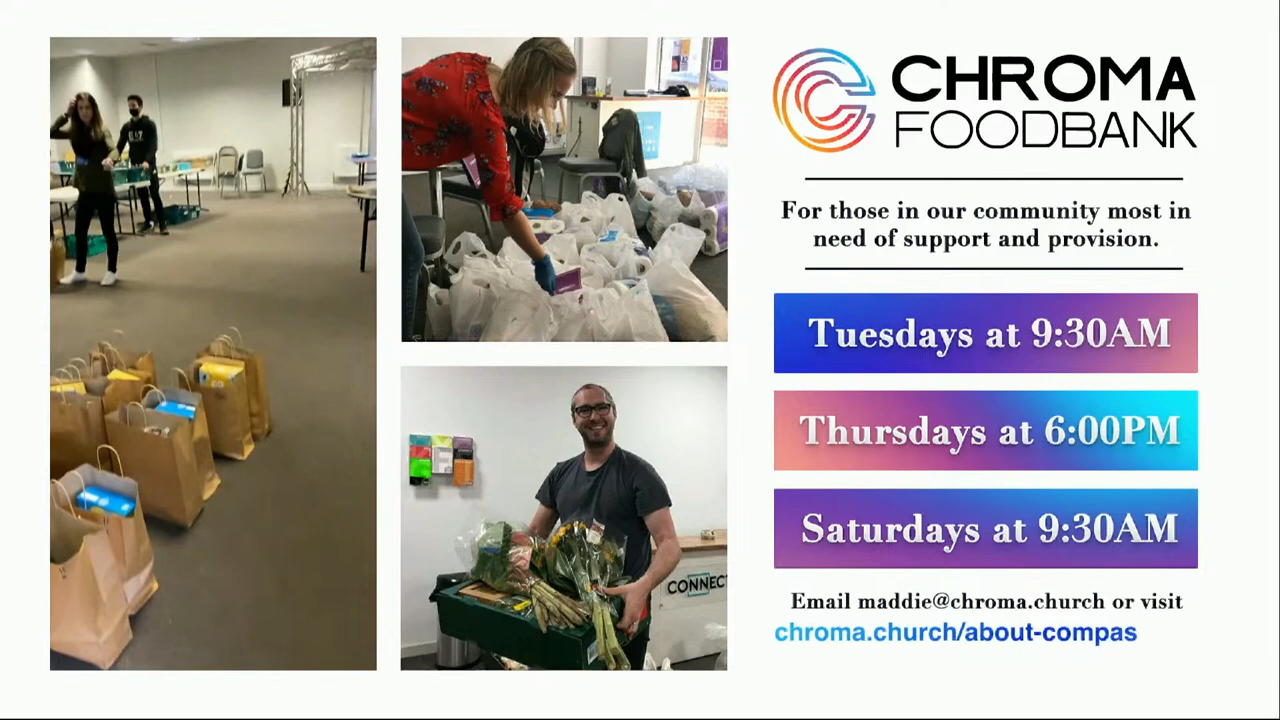 CHROMA
FOODBANK
For those in our community most in
need of support and provision.
Tuesdays at 9:30AM
Thursdays at 6:00PM
Saturdays at 9:30AM
Email maddie@chroma.church or visit
chroma.church/about-compas
CONNECT